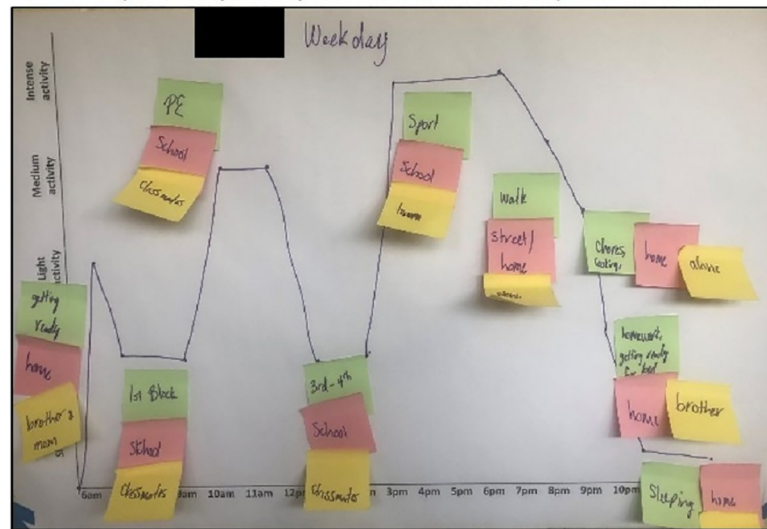 Weekday
Intense
activity
Medium
activity
Light
activity
PE
School
Classmates
Sport
School
team
walk
street/
home
Chores,
home
alone
getting
ready
home
brother &
mom
1st Block
School
Classmates
3rd-4th
School
Classmates
homework,
getting ready
for bed
home
brother
Sleeping
home
6am
9am
10am
11am
12p
3pm
4pm
5pm
6pm
7pm
8pm
9pm
10pm